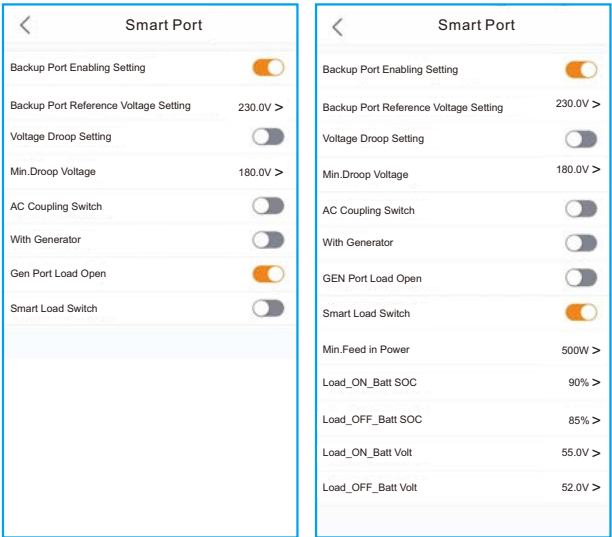 Smart Port
Backup Port Enabling Setting
Backup Port Reference Voltage Setting 230.0V >
Voltage Droop Setting
Min.Droop Voltage 180.0V >
AC Coupling Switch
With Generator
Gen Port Load Open
Smart Load Switch
Smart Port
Backup Port Enabling Setting
Backup Port Reference Voltage Setting 230.0V >
Voltage Droop Setting
Min.Droop Voltage 180.0V >
AC Coupling Switch
With Generator
GEN Port Load Open
Smart Load Switch
Min.Feed in Power 500W >
Load_ON_Batt SOC 90% >
Load_OFF_Batt SOC 85% >
Load_ON_Batt Volt 55.0V >
Load_OFF_Batt Volt 52.0V >